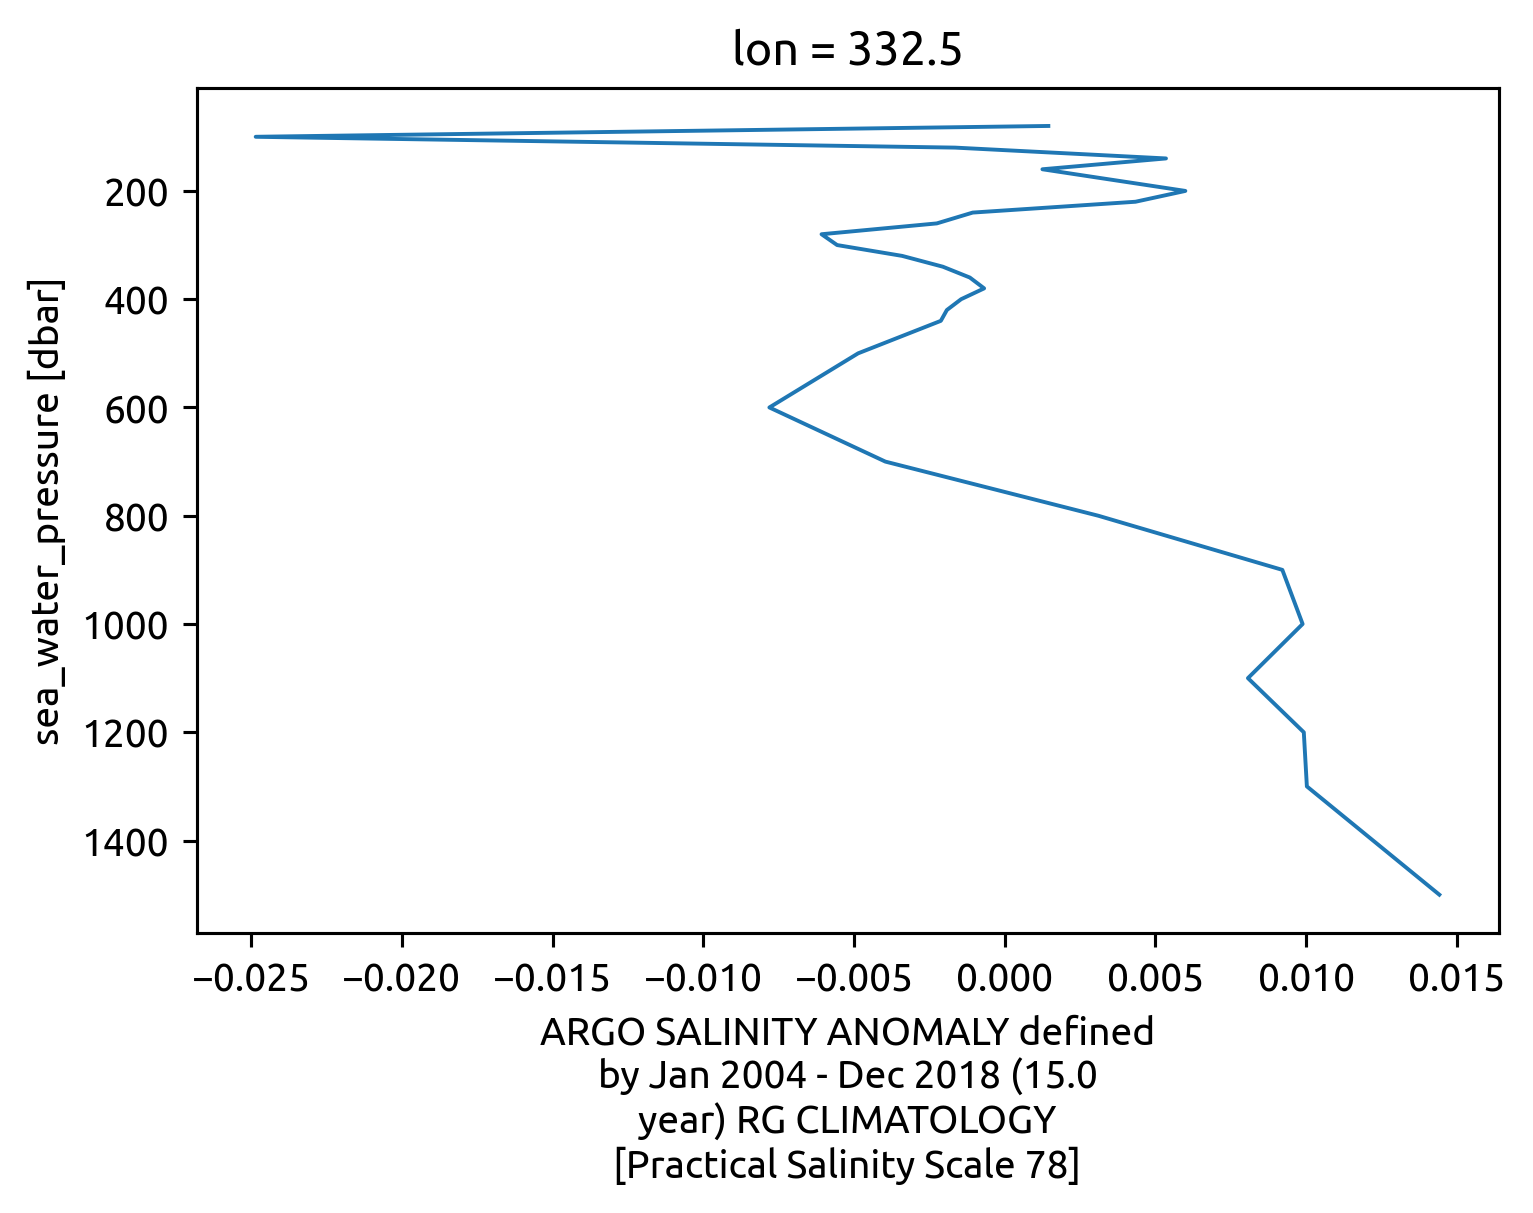 lon = 332.5
sea_water_pressure [dbar]
200
400
600
800
1000
1200
1400
−0.025 −0.020 −0.015 −0.010 −0.005 0.000 0.005 0.010 0.015
ARGO SALINITY ANOMALY defined
by Jan 2004 - Dec 2018 (15.0
year) RG CLIMATOLOGY
[Practical Salinity Scale 78]